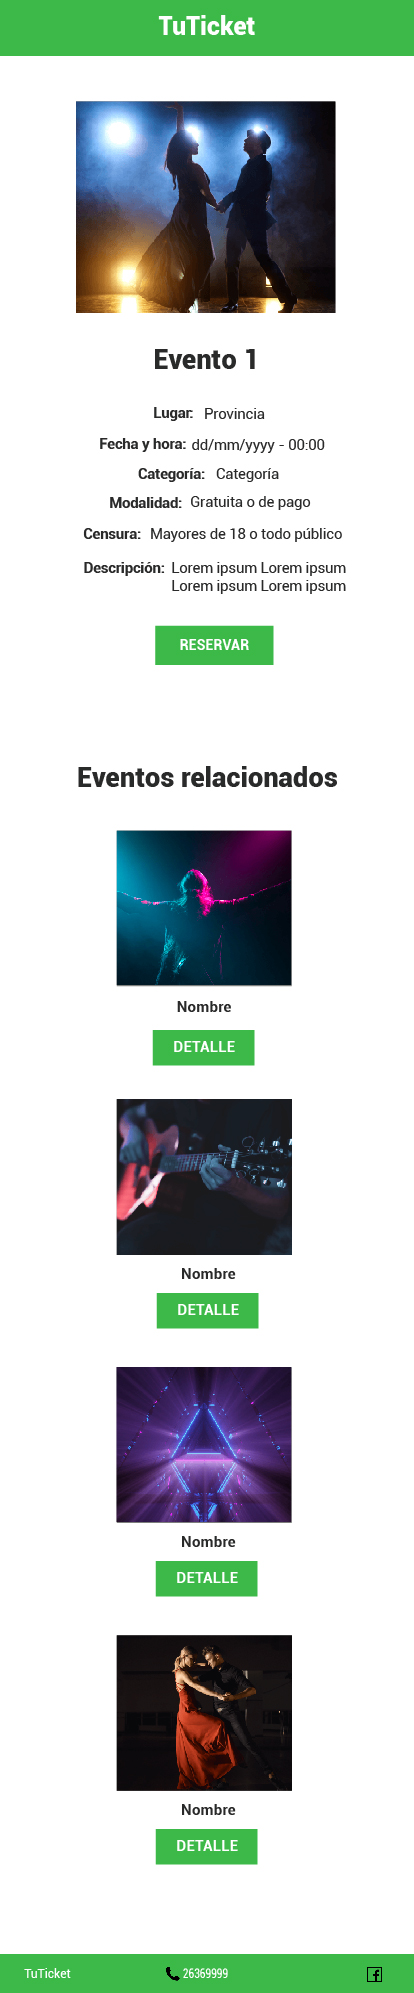 TuTicket
Evento 1
Lugar: Provincia
Fecha y hora: dd/mm/yyyy - 00:00
Categoría: Categoría
Modalidad: Gratuita o de pago
Censura: Mayores de 18 o todo público
Descripción: Lorem ipsum Lorem ipsum
Lorem ipsum Lorem ipsum
RESERVAR
Eventos relacionados
Nombre
DETALLE
Nombre
DETALLE
Nombre
DETALLE
Nombre
DETALLE
TuTicket 26369999